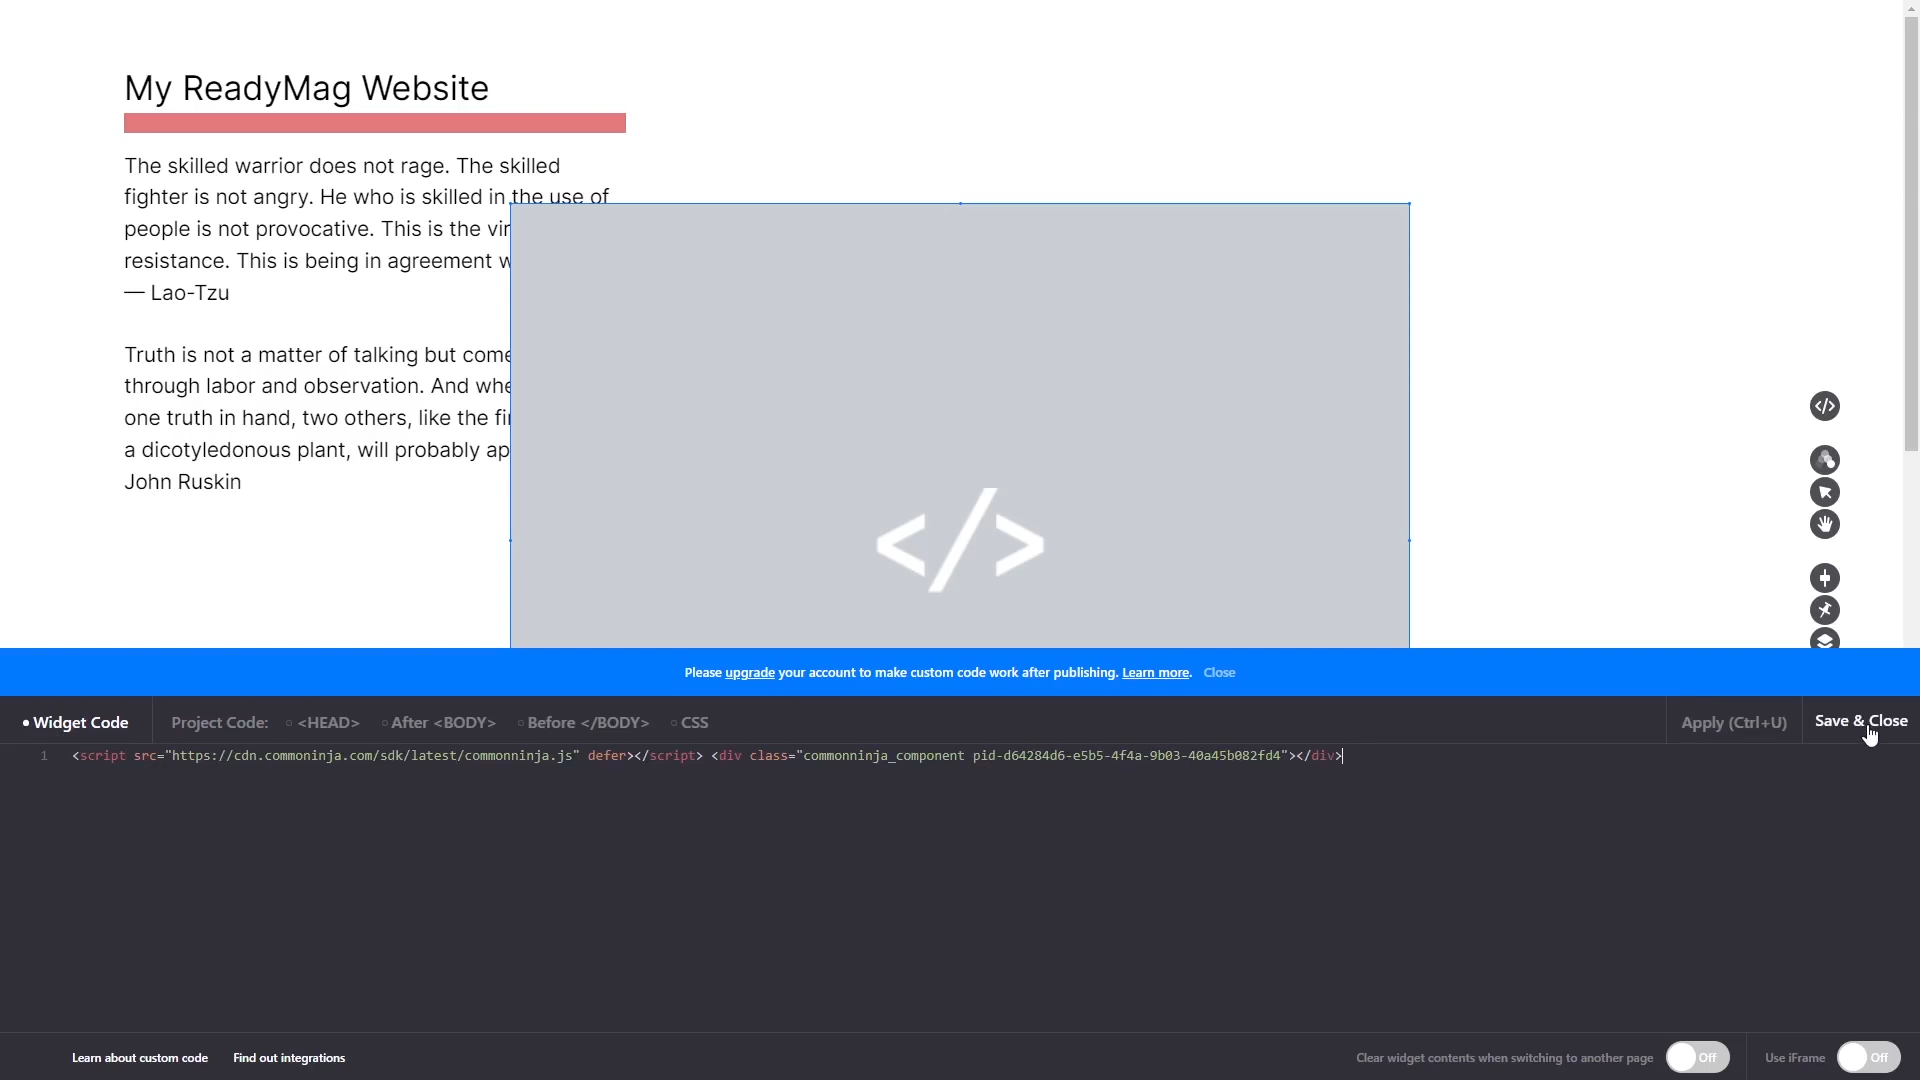 My ReadyMag Website
The skilled warrior does not rage. The skilled
fighter is not angry. He who is skilled in the use of
people is not provocative. This is the vir
resistance. This is being in agreement w
— Lao-Tzu
Truth is not a matter of talking but come
through labor and observation. And whe
one truth in hand, two others, like the fi
a dicotyledonous plant, will probably ap
John Ruskin
</>
Please upgrade your account to make custom code work after publishing. Learn more. Close
Widget Code Project Code: <HEAD> After <BODY> Before </BODY> CSS Apply (Ctrl+U) Save & Close
1 <script src="https://cdn.commoninja.com/sdk/latest/commonninja.js" defer></script> <div class="commonninja_component pid-d64284d6-e5b5-4f4a-9b03-40a45b082fd4"></div>
Learn about custom code Find out integrations Clear widget contents when switching to another page Off Use iFrame Off